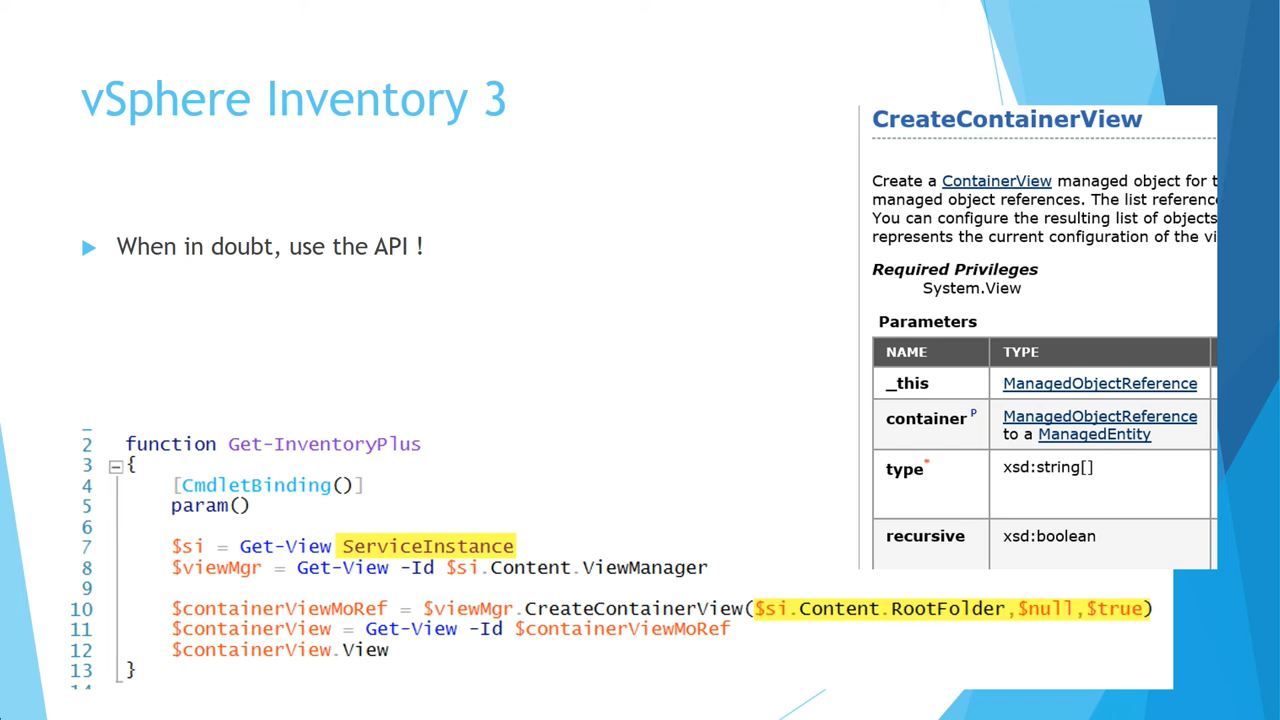 vSphere Inventory 3
When in doubt, use the API !
CreateContainerView
Create a ContainerView managed object for t
managed object references. The list reference
You can configure the resulting list of objects
represents the current configuration of the vi
Required Privileges
System.View
Parameters
NAME TYPE
_this ManagedObjectReference
container P ManagedObjectReference
to a ManagedEntity
type* xsd:string[]
recursive xsd:boolean
2 function Get-InventoryPlus
3 {
4 [CmdletBinding()]
5 param()
6
7 $si = Get-View ServiceInstance
8 $viewMgr = Get-View -Id $si.Content.ViewManager
9
10 $containerViewMoRef = $viewMgr.CreateContainerView($si.Content.RootFolder,$null,$true)
11 $containerView = Get-View -Id $containerViewMoRef
12 $containerView.View
13 }
14